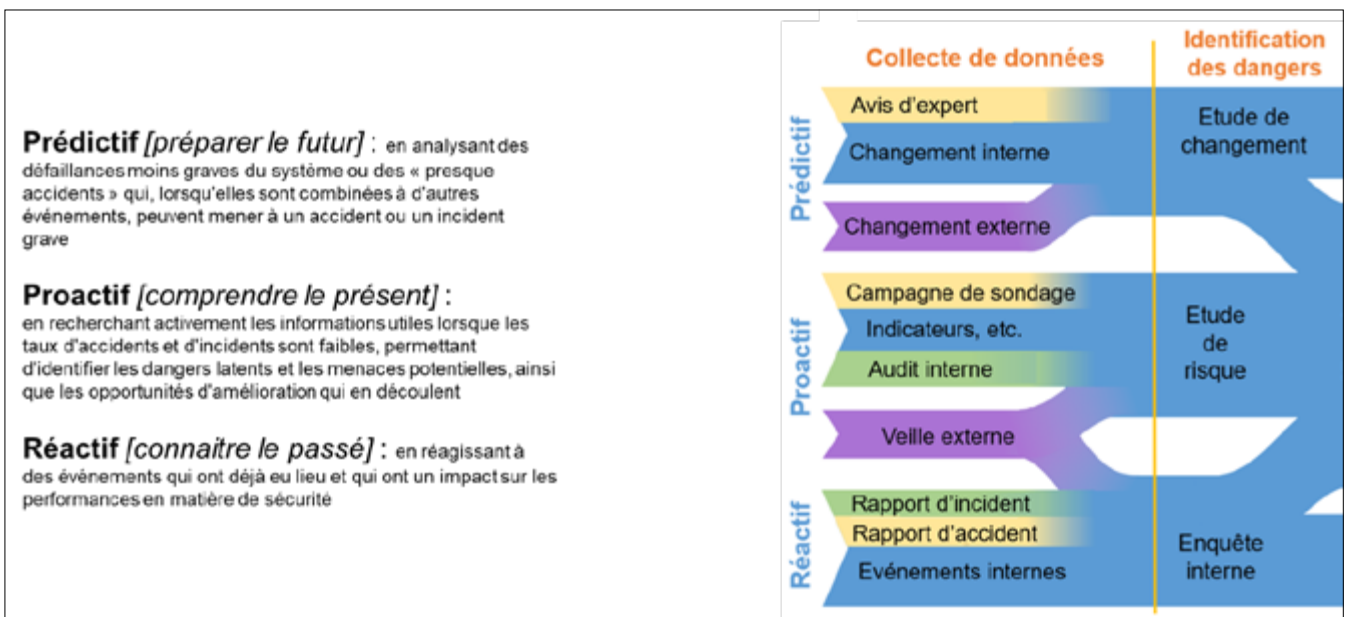 Prédictif [préparer le futur] : en analysant des
défaillances moins graves du système ou des « presque
accidents » qui, lorsqu'elles sont combinées à d'autres
événements, peuvent mener à un accident ou un incident
grave
Proactif [comprendre le présent] :
en recherchant activement les informations utiles lorsque les
taux d'accidents et d'incidents sont faibles, permettant
d'identifier les dangers latents et les menaces potentielles, ainsi
que les opportunités d'amélioration qui en découlent
Réactif [connaitre le passé] : en réagissant à
des événements qui ont déjà eu lieu et qui ont un impact sur les
performances en matière de sécurité
Collecte de données
Identification
des dangers
Prédictif
Avis d'expert
Changement interne
Changement externe
Etude de
changement
Proactif
Campagne de sondage
Indicateurs, etc.
Audit interne
Veille externe
Etude
de
risque
Réactif
Rapport d'incident
Rapport d'accident
Evénements internes
Enquête
interne